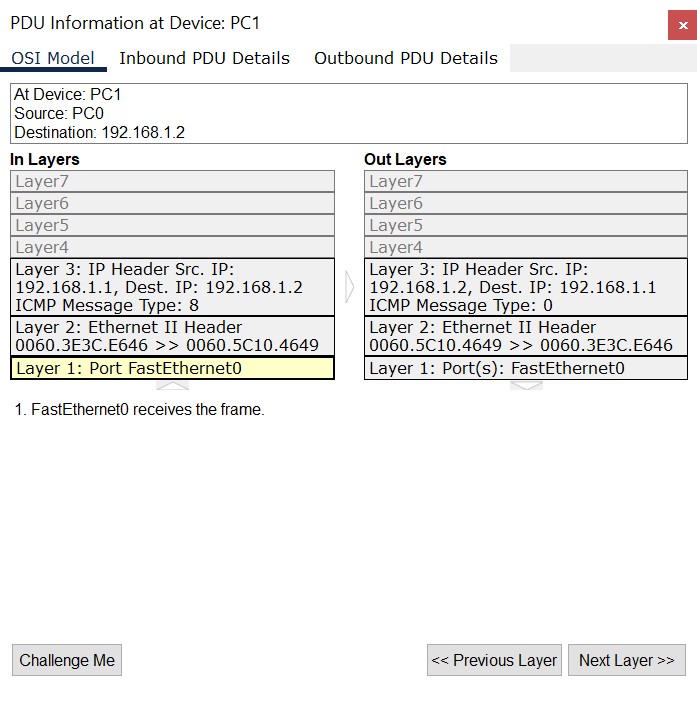 PDU Information at Device: PC1
×
OSI Model Inbound PDU Details Outbound PDU Details
At Device: PC1
Source: PC0
Destination: 192.168.1.2
In Layers
Layer7
Layer6
Layer5
Layer4
Layer 3: IP Header Src. IP:
192.168.1.1, Dest. IP: 192.168.1.2
ICMP Message Type: 8
Layer 2: Ethernet II Header
0060.3E3C.E646 >> 0060.5C10.4649
Layer 1: Port FastEthernet0
Out Layers
Layer7
Layer6
Layer5
Layer4
Layer 3: IP Header Src. IP:
192.168.1.2, Dest. IP: 192.168.1.1
ICMP Message Type: 0
Layer 2: Ethernet II Header
0060.5C10.4649 >> 0060.3E3C.E646
Layer 1: Port(s): FastEthernet0
1. FastEthernet0 receives the frame.
Challenge Me
<< Previous Layer
Next Layer >>